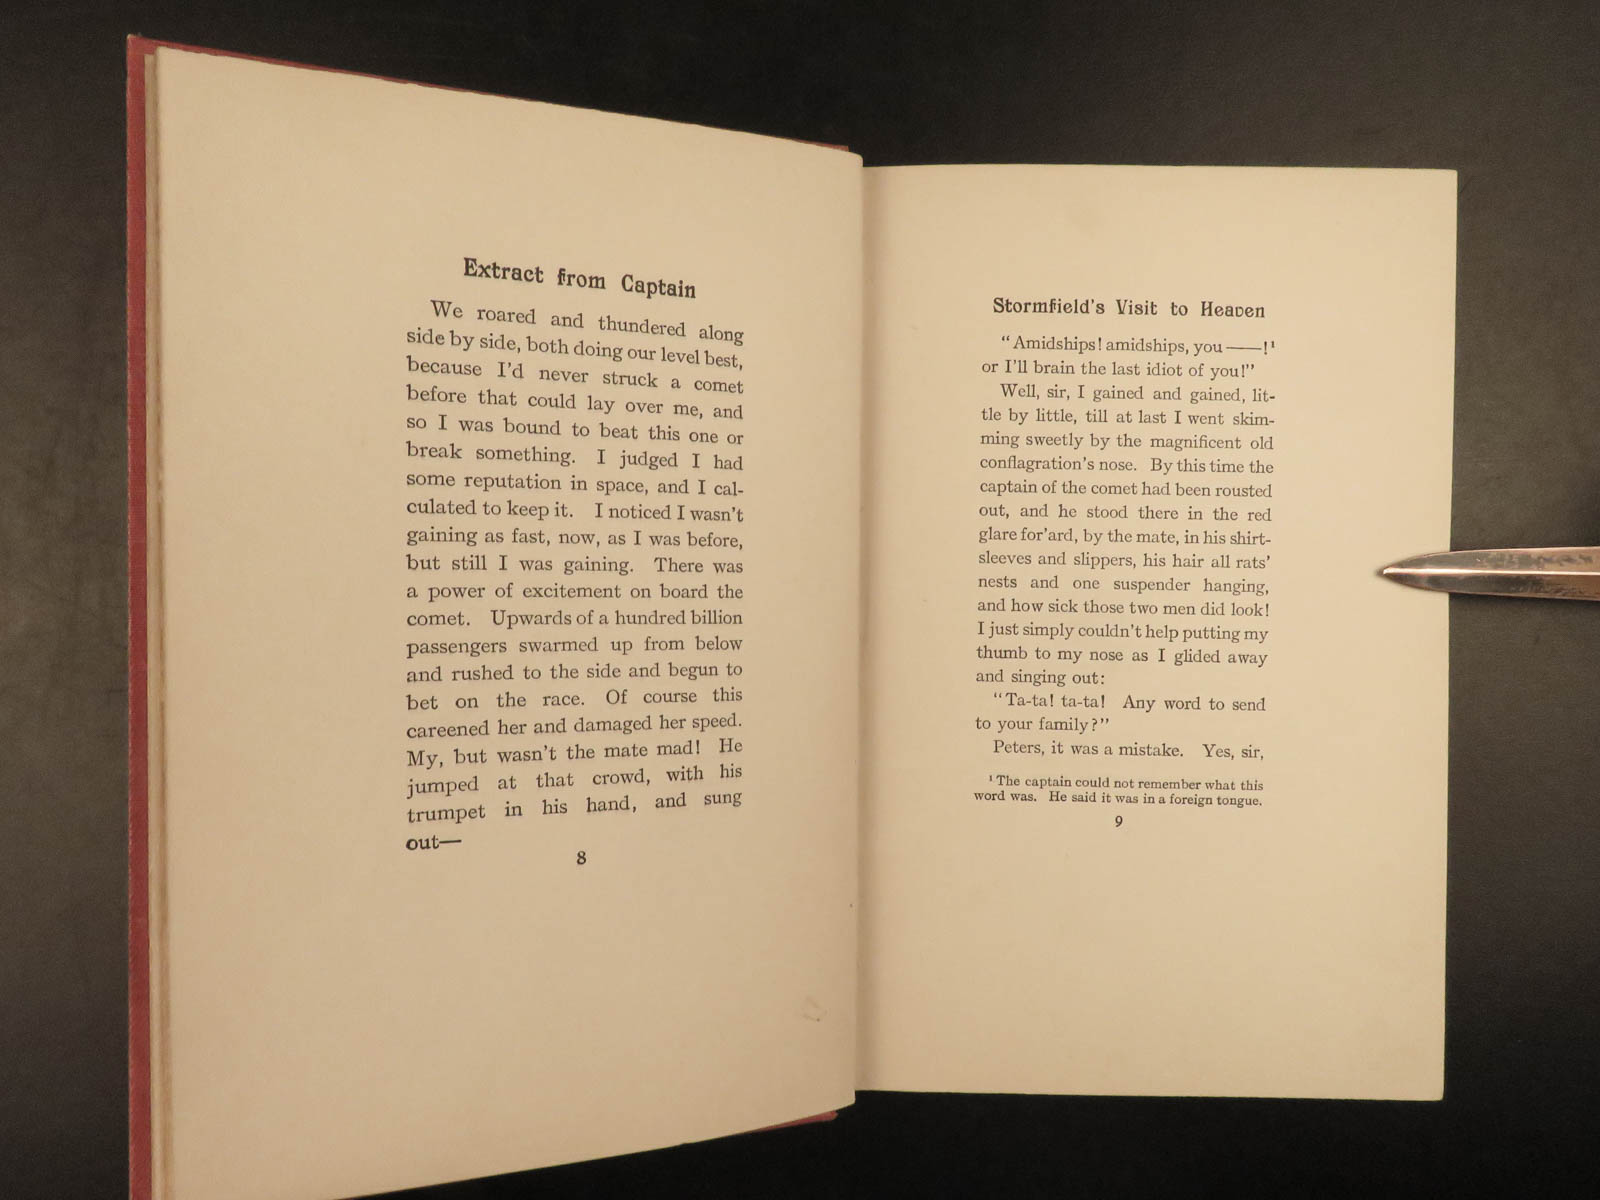 Extract from Captain
We roared and thundered along
side by side, both doing our level best,
because I'd never struck a comet
before that could lay over me, and
so I was bound to beat this one or
break something. I judged I had
some reputation in space, and I cal-
culated to keep it. I noticed I wasn't
gaining as fast, now, as I was before,
but still I was gaining. There was
a power of excitement on board the
comet. Upwards of a hundred billion
passengers swarmed up from below
and rushed to the side and begun to
bet on the race. Of course this
careened her and damaged her speed.
My, but wasn't the mate mad! He
jumped at that crowd, with his
trumpet in his hand, and sung
out—
8
Stormfield's Visit to Heaven
"Amidships! amidships, you ——!¹
or I'll brain the last idiot of you!"
Well, sir, I gained and gained, lit-
tle by little, till at last I went skim-
ming sweetly by the magnificent old
conflagration's nose. By this time the
captain of the comet had been rousted
out, and he stood there in the red
glare for'ard, by the mate, in his shirt-
sleeves and slippers, his hair all rats'
nests and one suspender hanging,
and how sick those two men did look!
I just simply couldn't help putting my
thumb to my nose as I glided away
and singing out:
"Ta-ta! ta-ta! Any word to send
to your family?"
Peters, it was a mistake. Yes, sir,
¹ The captain could not remember what this
word was. He said it was in a foreign tongue.
9